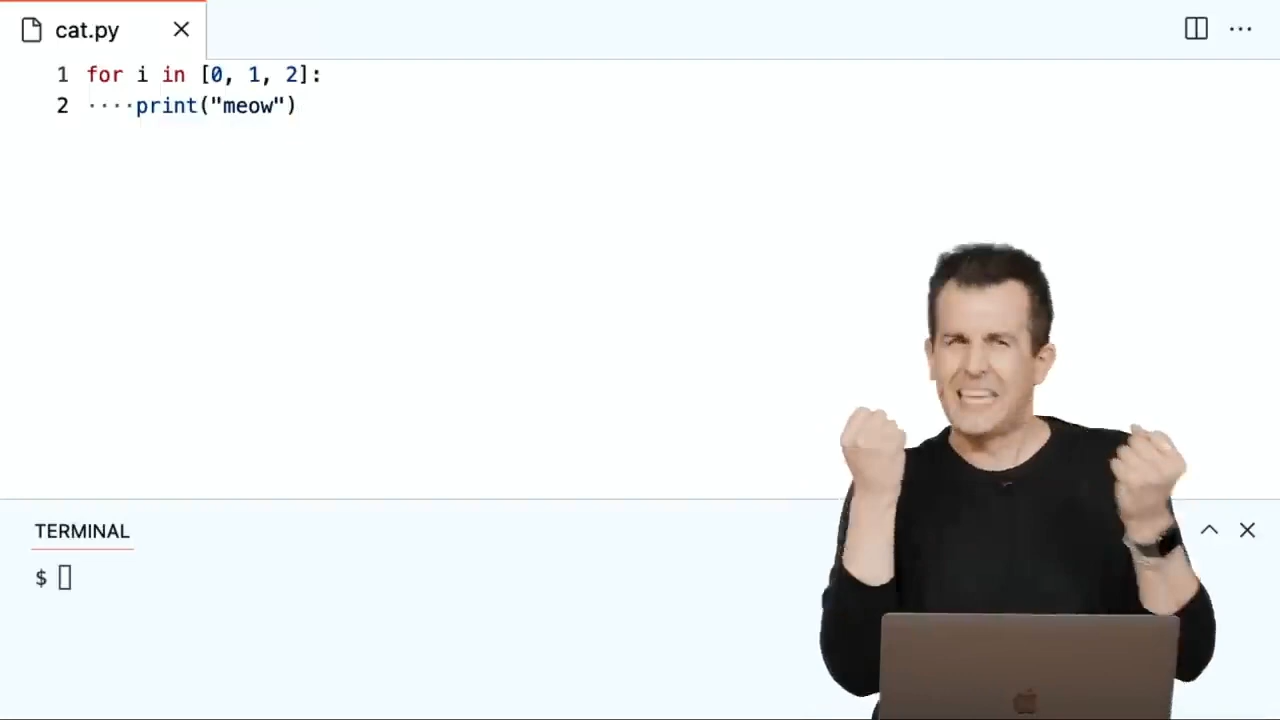 cat.py
1 for i in [0, 1, 2]:
2 ····print("meow")
TERMINAL
$